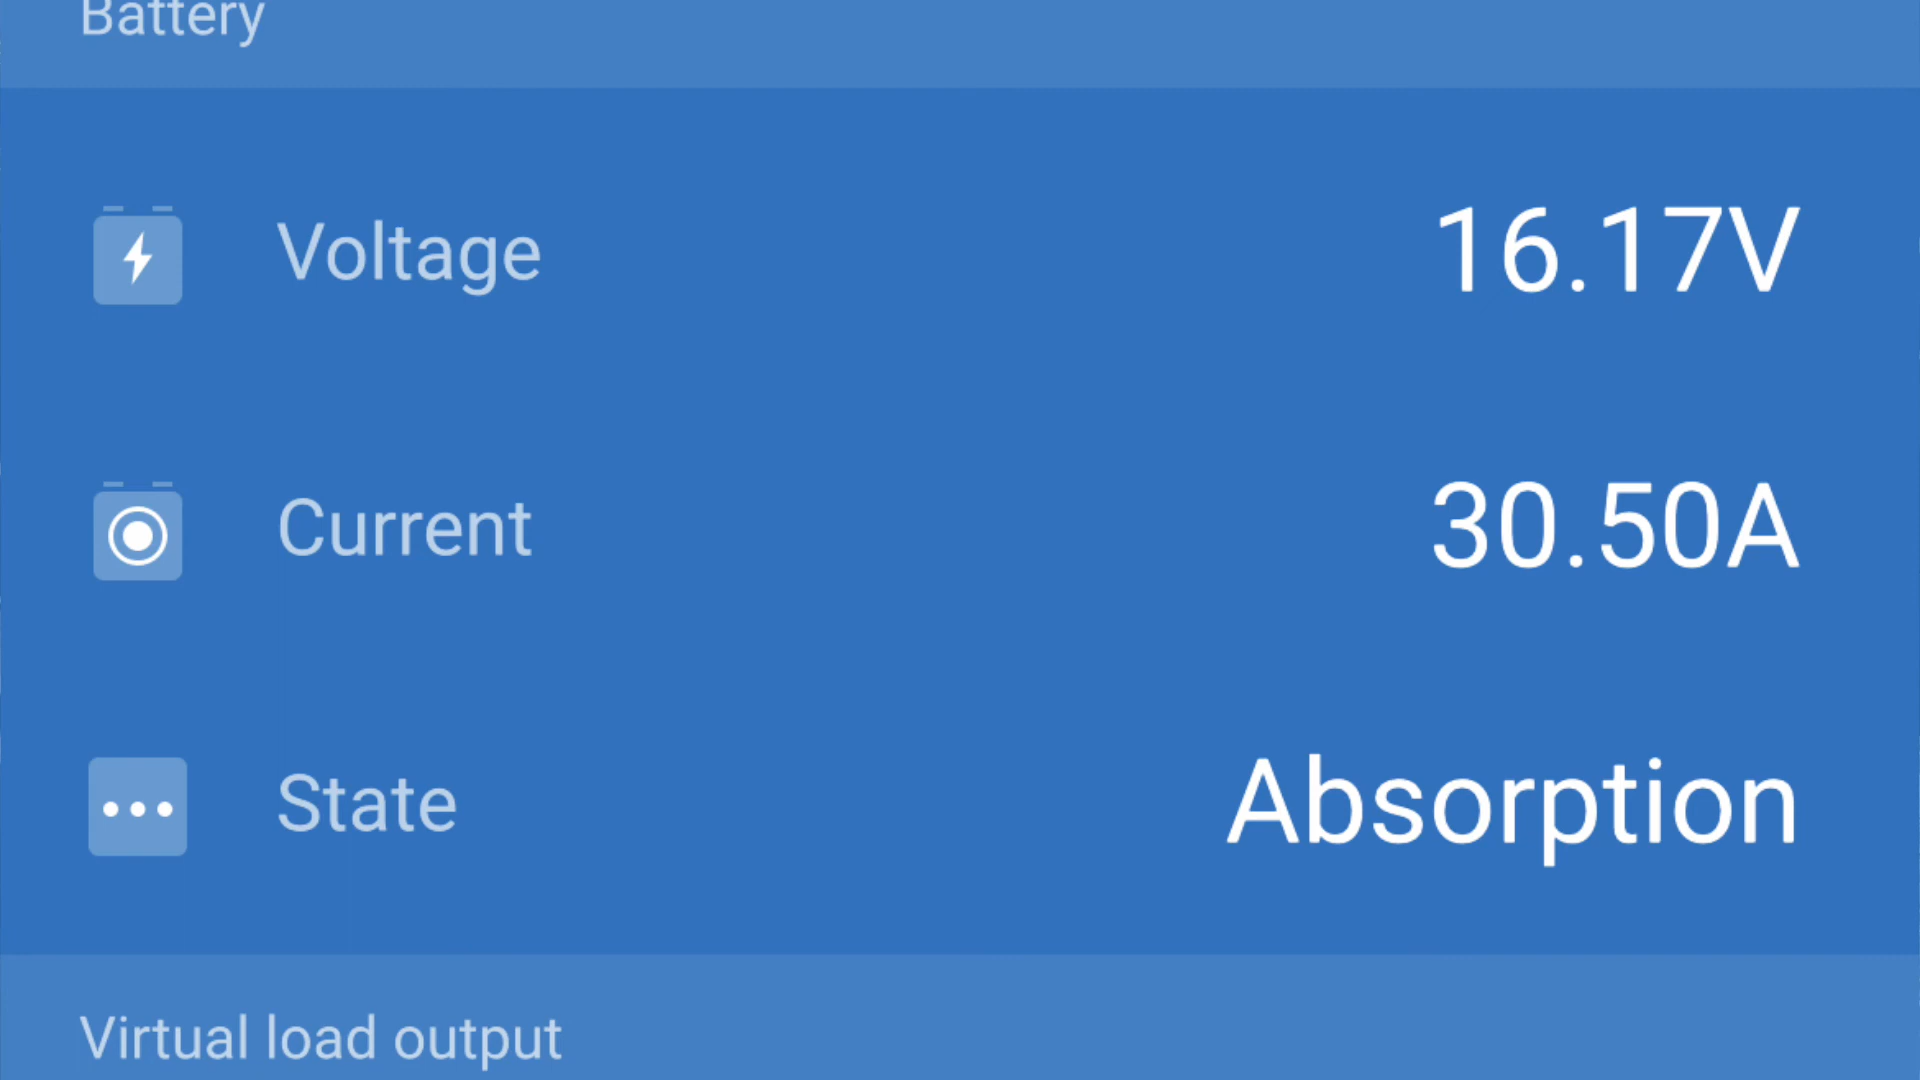 Battery
Voltage 16.17V
Current 30.50A
State Absorption
Virtual load output